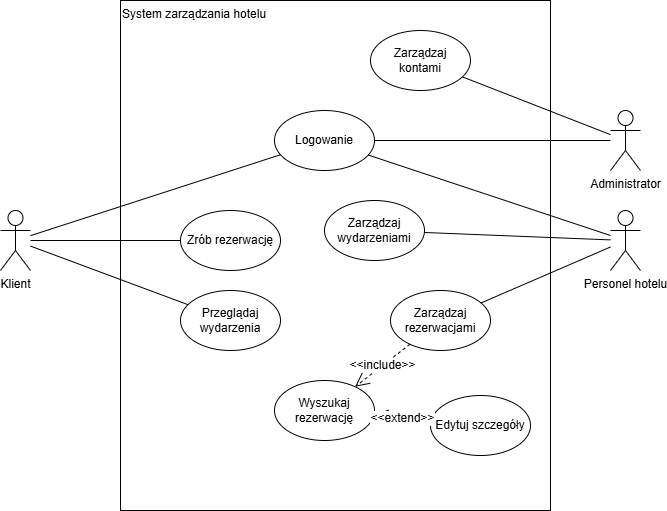 System zarządzania hotelu
Zarządzaj
kontami
Logowanie
Administrator
Zrób rezerwację
Zarządzaj
wydarzeniami
Klient
Personel hotelu
Przeglądaj
wydarzenia
Zarządzaj
rezerwacjami
<<include>>
Wyszukaj
rezerwację
<<extend>>
Edytuj szczegóły